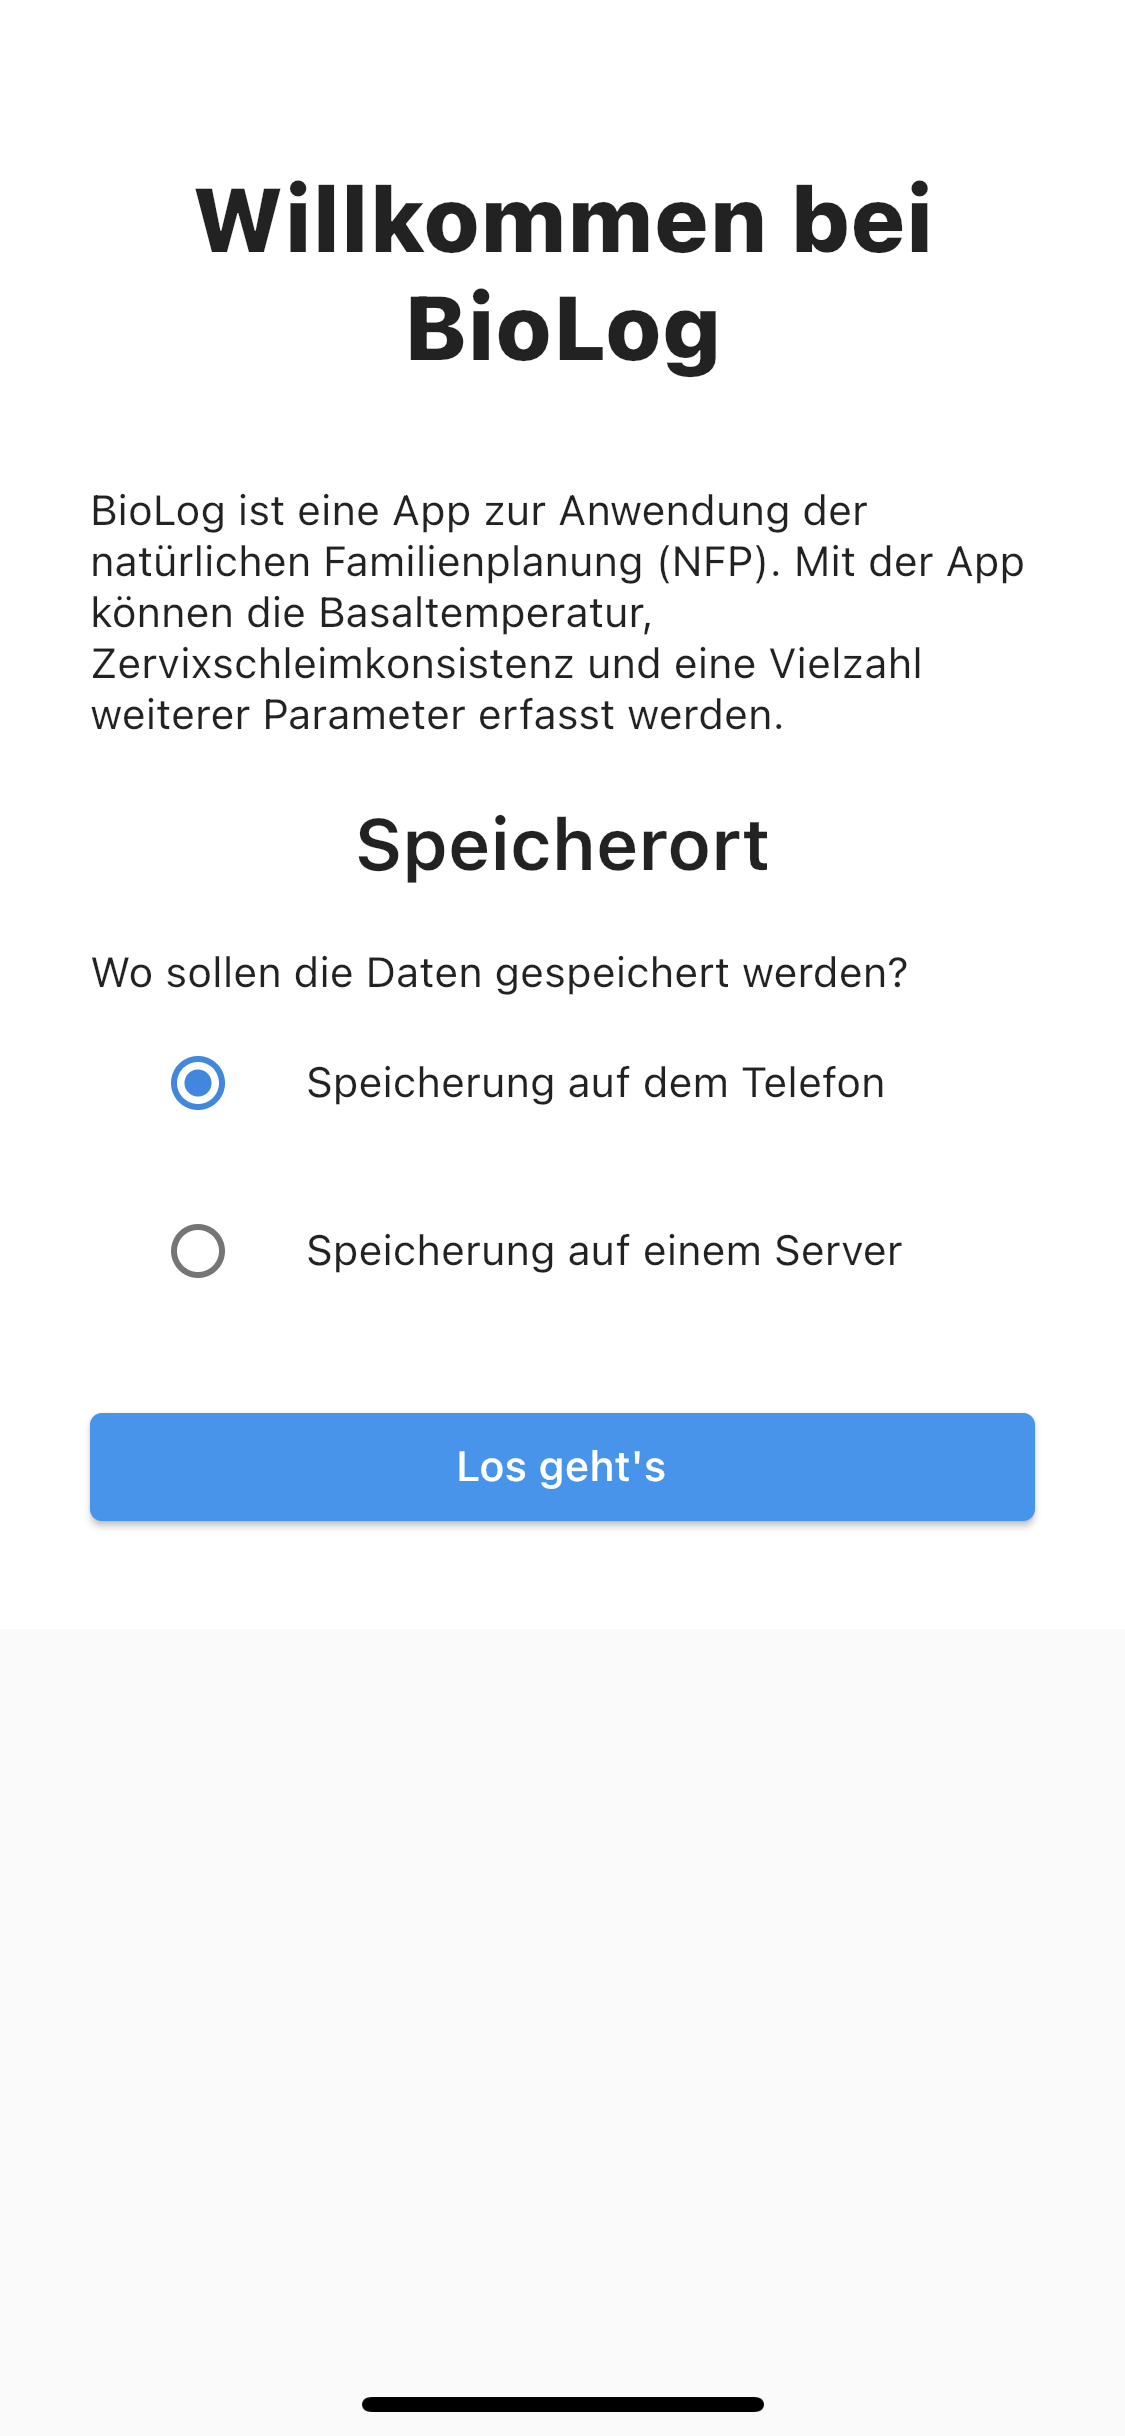 Willkommen bei
BioLog
BioLog ist eine App zur Anwendung der
natürlichen Familienplanung (NFP). Mit der App
können die Basaltemperatur,
Zervixschleimkonsistenz und eine Vielzahl
weiterer Parameter erfasst werden.
Speicherort
Wo sollen die Daten gespeichert werden?
Speicherung auf dem Telefon
Speicherung auf einem Server
Los geht's